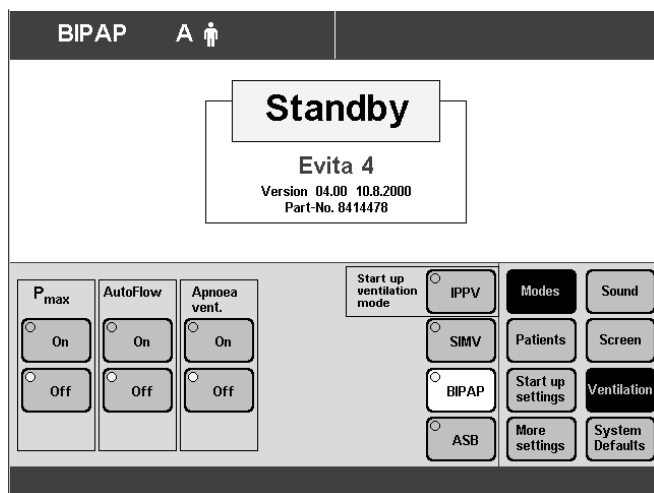 BIPAP A
Standby
Evita 4
Version 04.00 10.8.2000
Part-No. 8414478
Pmax
On
Off
AutoFlow
On
Off
Apnoea
vent.
On
Off
Start up
ventilation
mode
IPPV
SIMV
BIPAP
ASB
Modes
Patients
Start up
settings
More
settings
Sound
Screen
Ventilation
System
Defaults